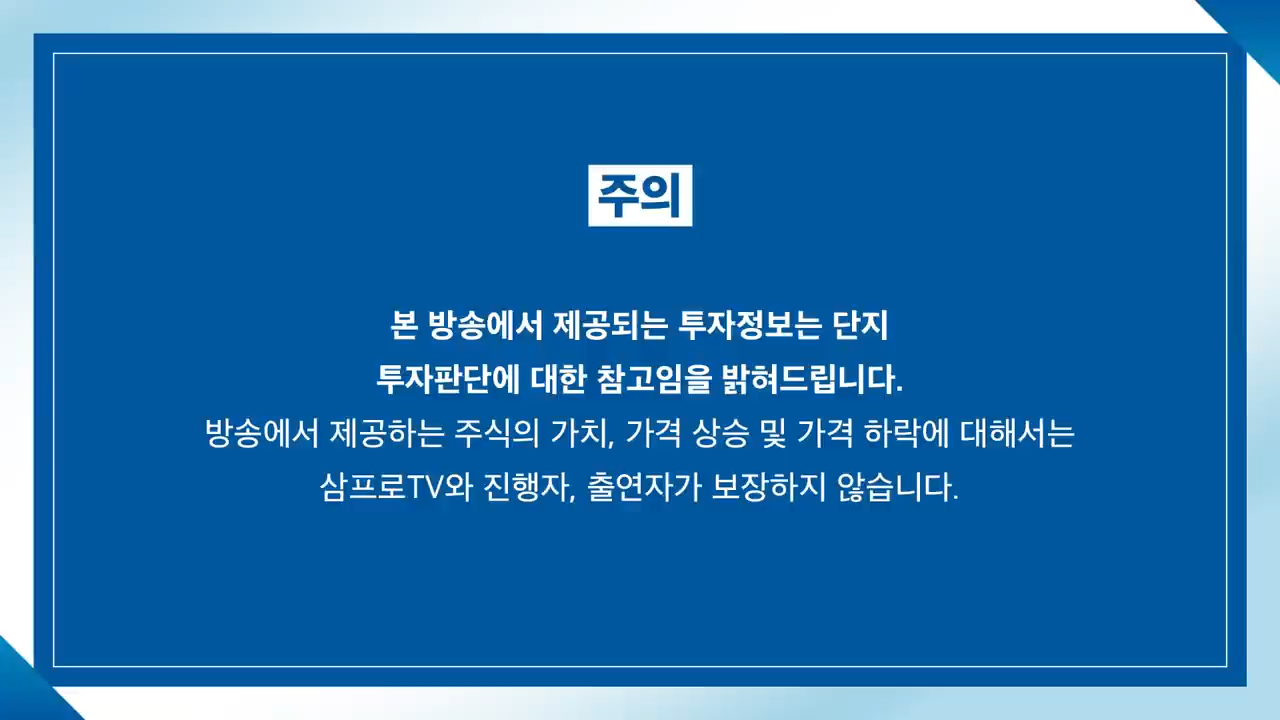 주의
본 방송에서 제공되는 투자정보는 단지
투자판단에 대한 참고임을 밝혀드립니다.
방송에서 제공하는 주식의 가치, 가격 상승 및 가격 하락에 대해서는
삼프로TV와 진행자, 출연자가 보장하지 않습니다.